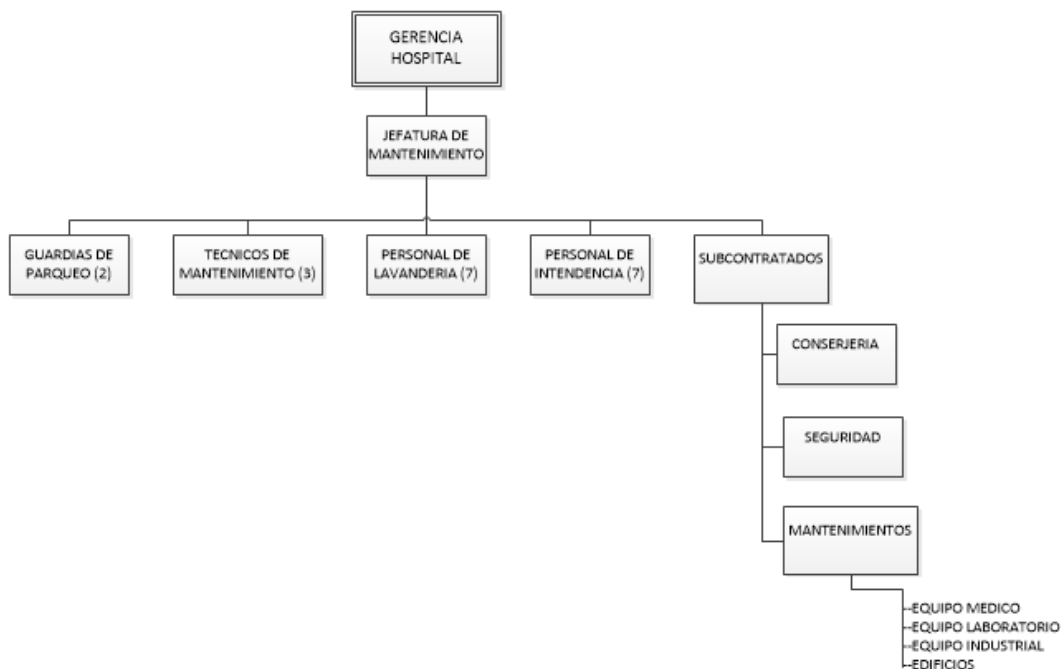 GERENCIA
HOSPITAL
JEFATURA DE
MANTENIMIENTO
GUARDIAS DE
PARQUEO (2)
TECNICOS DE
MANTENIMIENTO (3)
PERSONAL DE
LAVANDERIA (7)
PERSONAL DE
INTENDENCIA (7)
SUBCONTRATADOS
CONSERJERIA
SEGURIDAD
MANTENIMIENTOS
EQUIPO MEDICO
EQUIPO LABORATORIO
EQUIPO INDUSTRIAL
EDIFICIOS